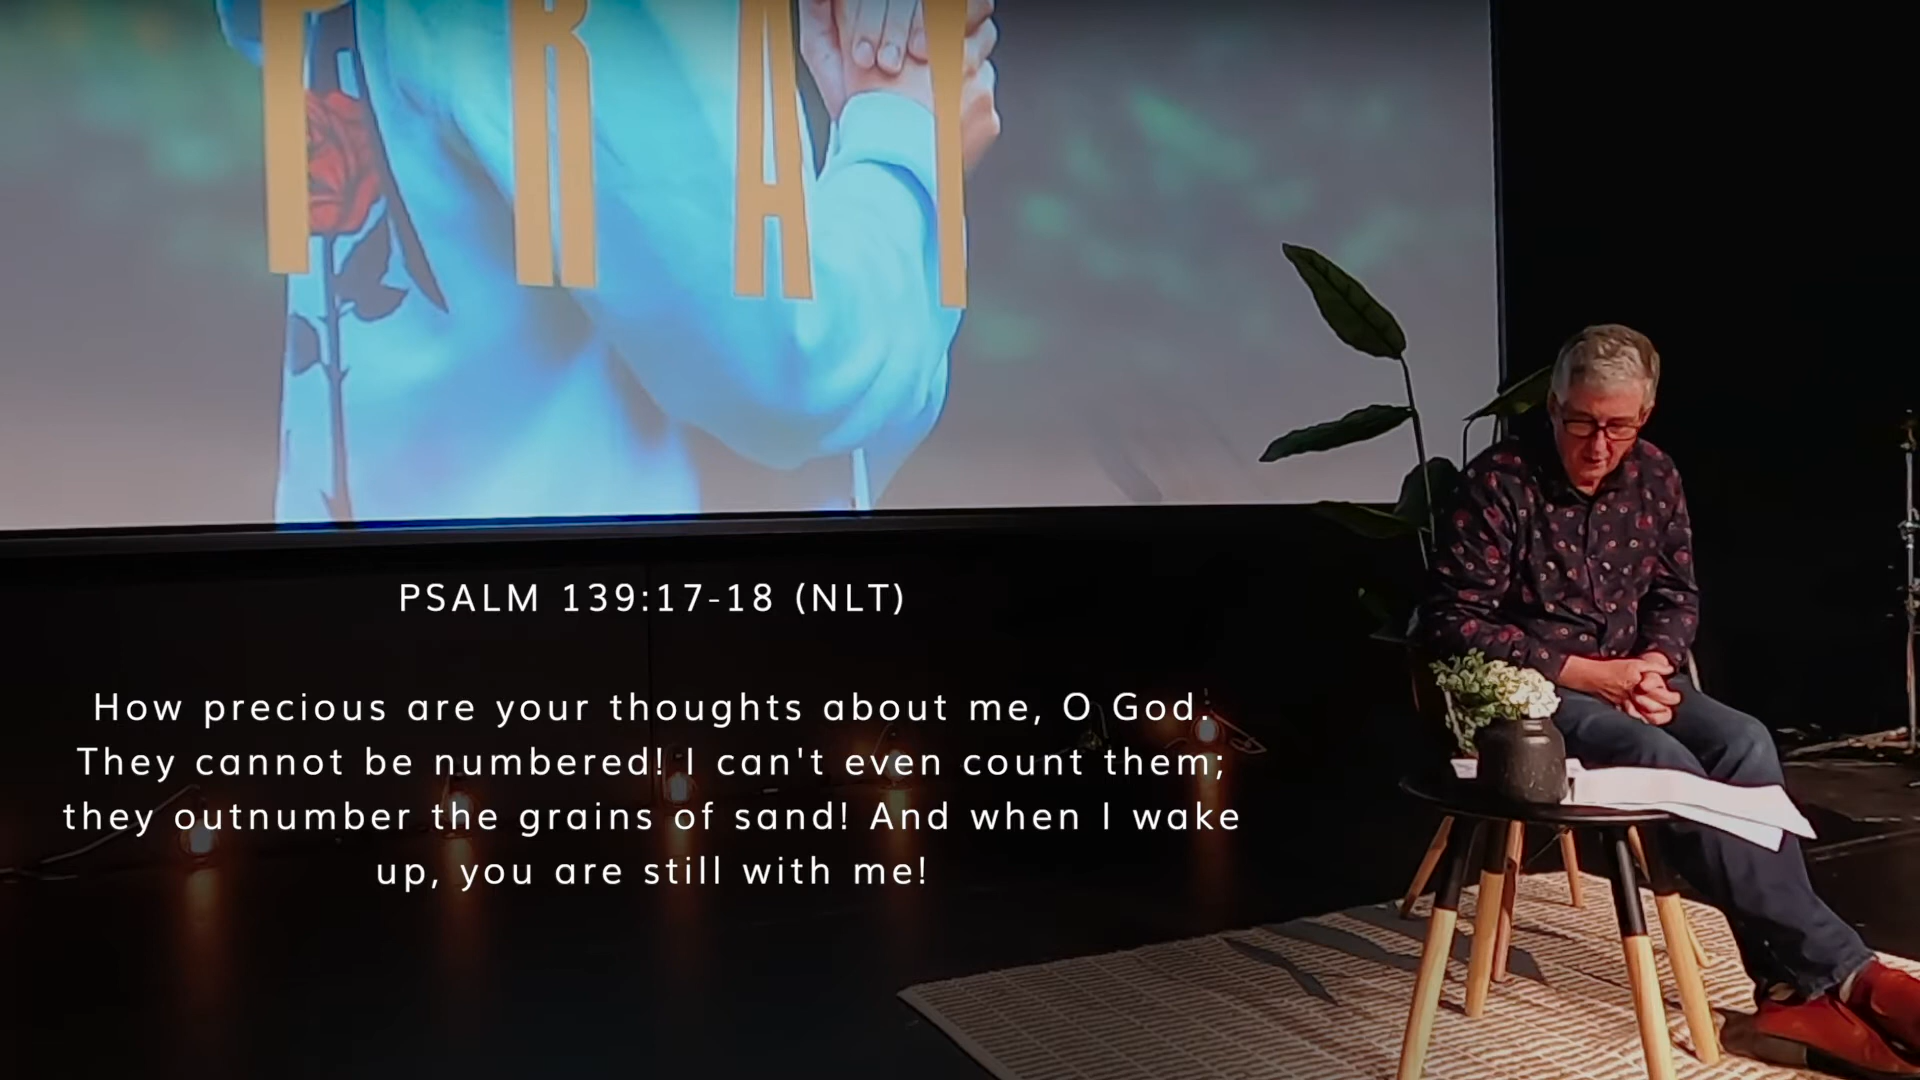 PRAY
PSALM 139:17-18 (NLT)
How precious are your thoughts about me, O God.
They cannot be numbered! I can't even count them;
they outnumber the grains of sand! And when I wake
up, you are still with me!